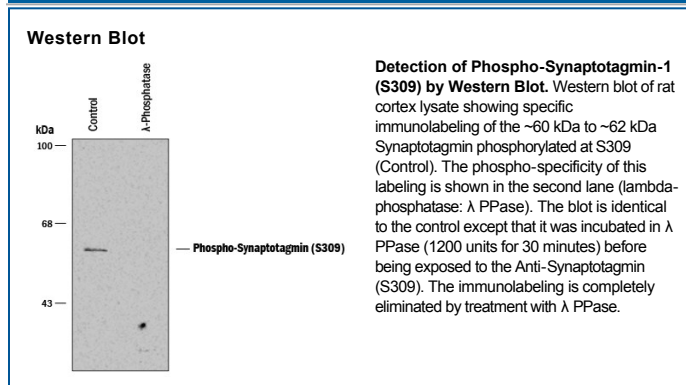 Western Blot
Control
λ-Phosphatase
kDa
100
68
43
Phospho-Synaptotagmin (S309)
Detection of Phospho-Synaptotagmin-1
(S309) by Western Blot. Western blot of rat
cortex lysate showing specific
immunolabeling of the ~60 kDa to ~62 kDa
Synaptotagmin phosphorylated at S309
(Control). The phospho-specificity of this
labeling is shown in the second lane (lambda-
phosphatase: λ PPase). The blot is identical
to the control except that it was incubated in λ
PPase (1200 units for 30 minutes) before
being exposed to the Anti-Synaptotagmin
(S309). The immunolabeling is completely
eliminated by treatment with λ PPase.